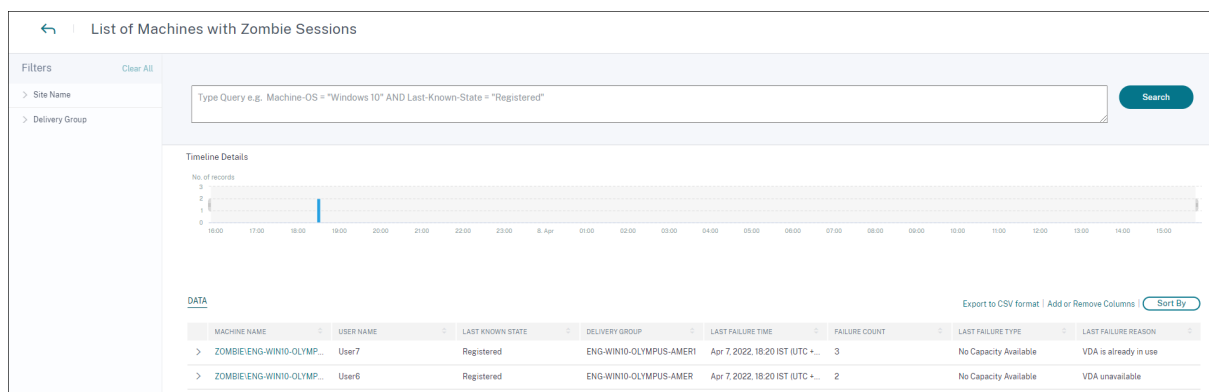 List of Machines with Zombie Sessions
Filters Clear All
Site Name
Delivery Group
Type Query e.g. Machine-OS = "Windows 10" AND Last-Known-State = "Registered"
Search
Timeline Details
No. of records
3
2
1
0
16:00 17:00 18:00 19:00 20:00 21:00 22:00 23:00 8. Apr 01:00 02:00 03:00 04:00 05:00 06:00 07:00 08:00 09:00 10:00 11:00 12:00 13:00 14:00 15:00
DATA
Export to CSV format | Add or Remove Columns | Sort By
MACHINE NAME USER NAME LAST KNOWN STATE DELIVERY GROUP LAST FAILURE TIME FAILURE COUNT LAST FAILURE TYPE LAST FAILURE REASON
ZOMBIE\ENG-WIN10-OLYMP... User7 Registered ENG-WIN10-OLYMPUS-AMER1 Apr 7, 2022, 18:20 IST (UTC +... 3 No Capacity Available VDA is already in use
ZOMBIE\ENG-WIN10-OLYMP... User6 Registered ENG-WIN10-OLYMPUS-AMER Apr 7, 2022, 18:20 IST (UTC +... 2 No Capacity Available VDA unavailable